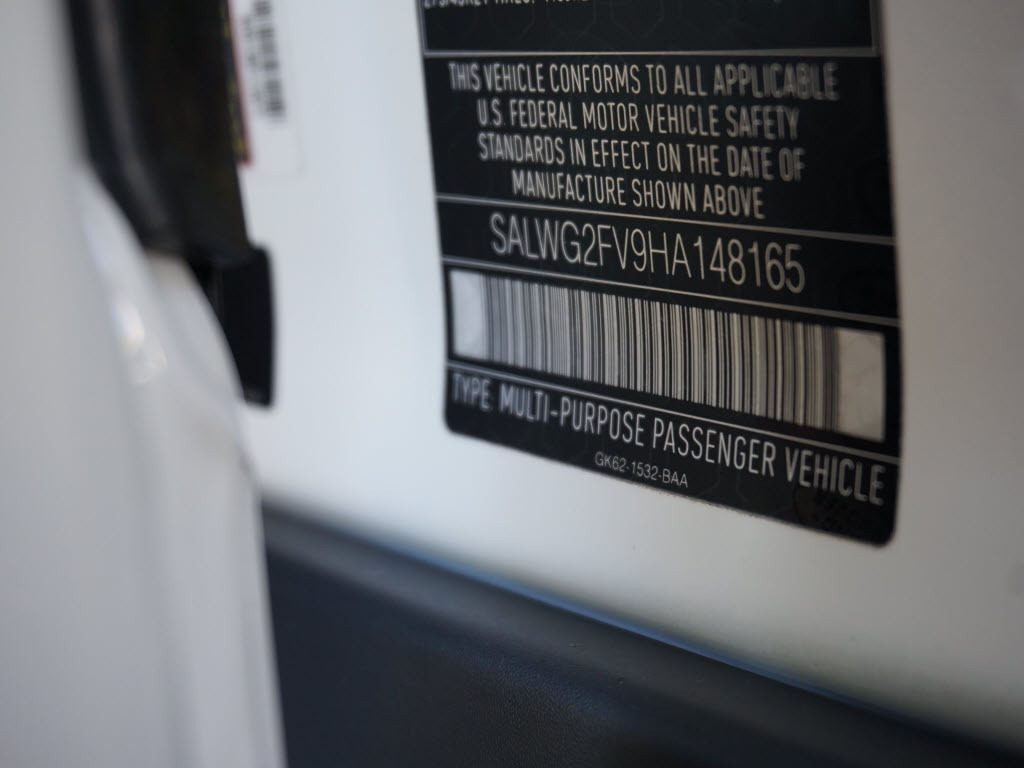 THIS VEHICLE CONFORMS TO ALL APPLICABLE
U.S. FEDERAL MOTOR VEHICLE SAFETY
STANDARDS IN EFFECT ON THE DATE OF
MANUFACTURE SHOWN ABOVE
SALWG2FV9HA148165
TYPE: MULTI-PURPOSE PASSENGER VEHICLE
GK62-1532-BAA